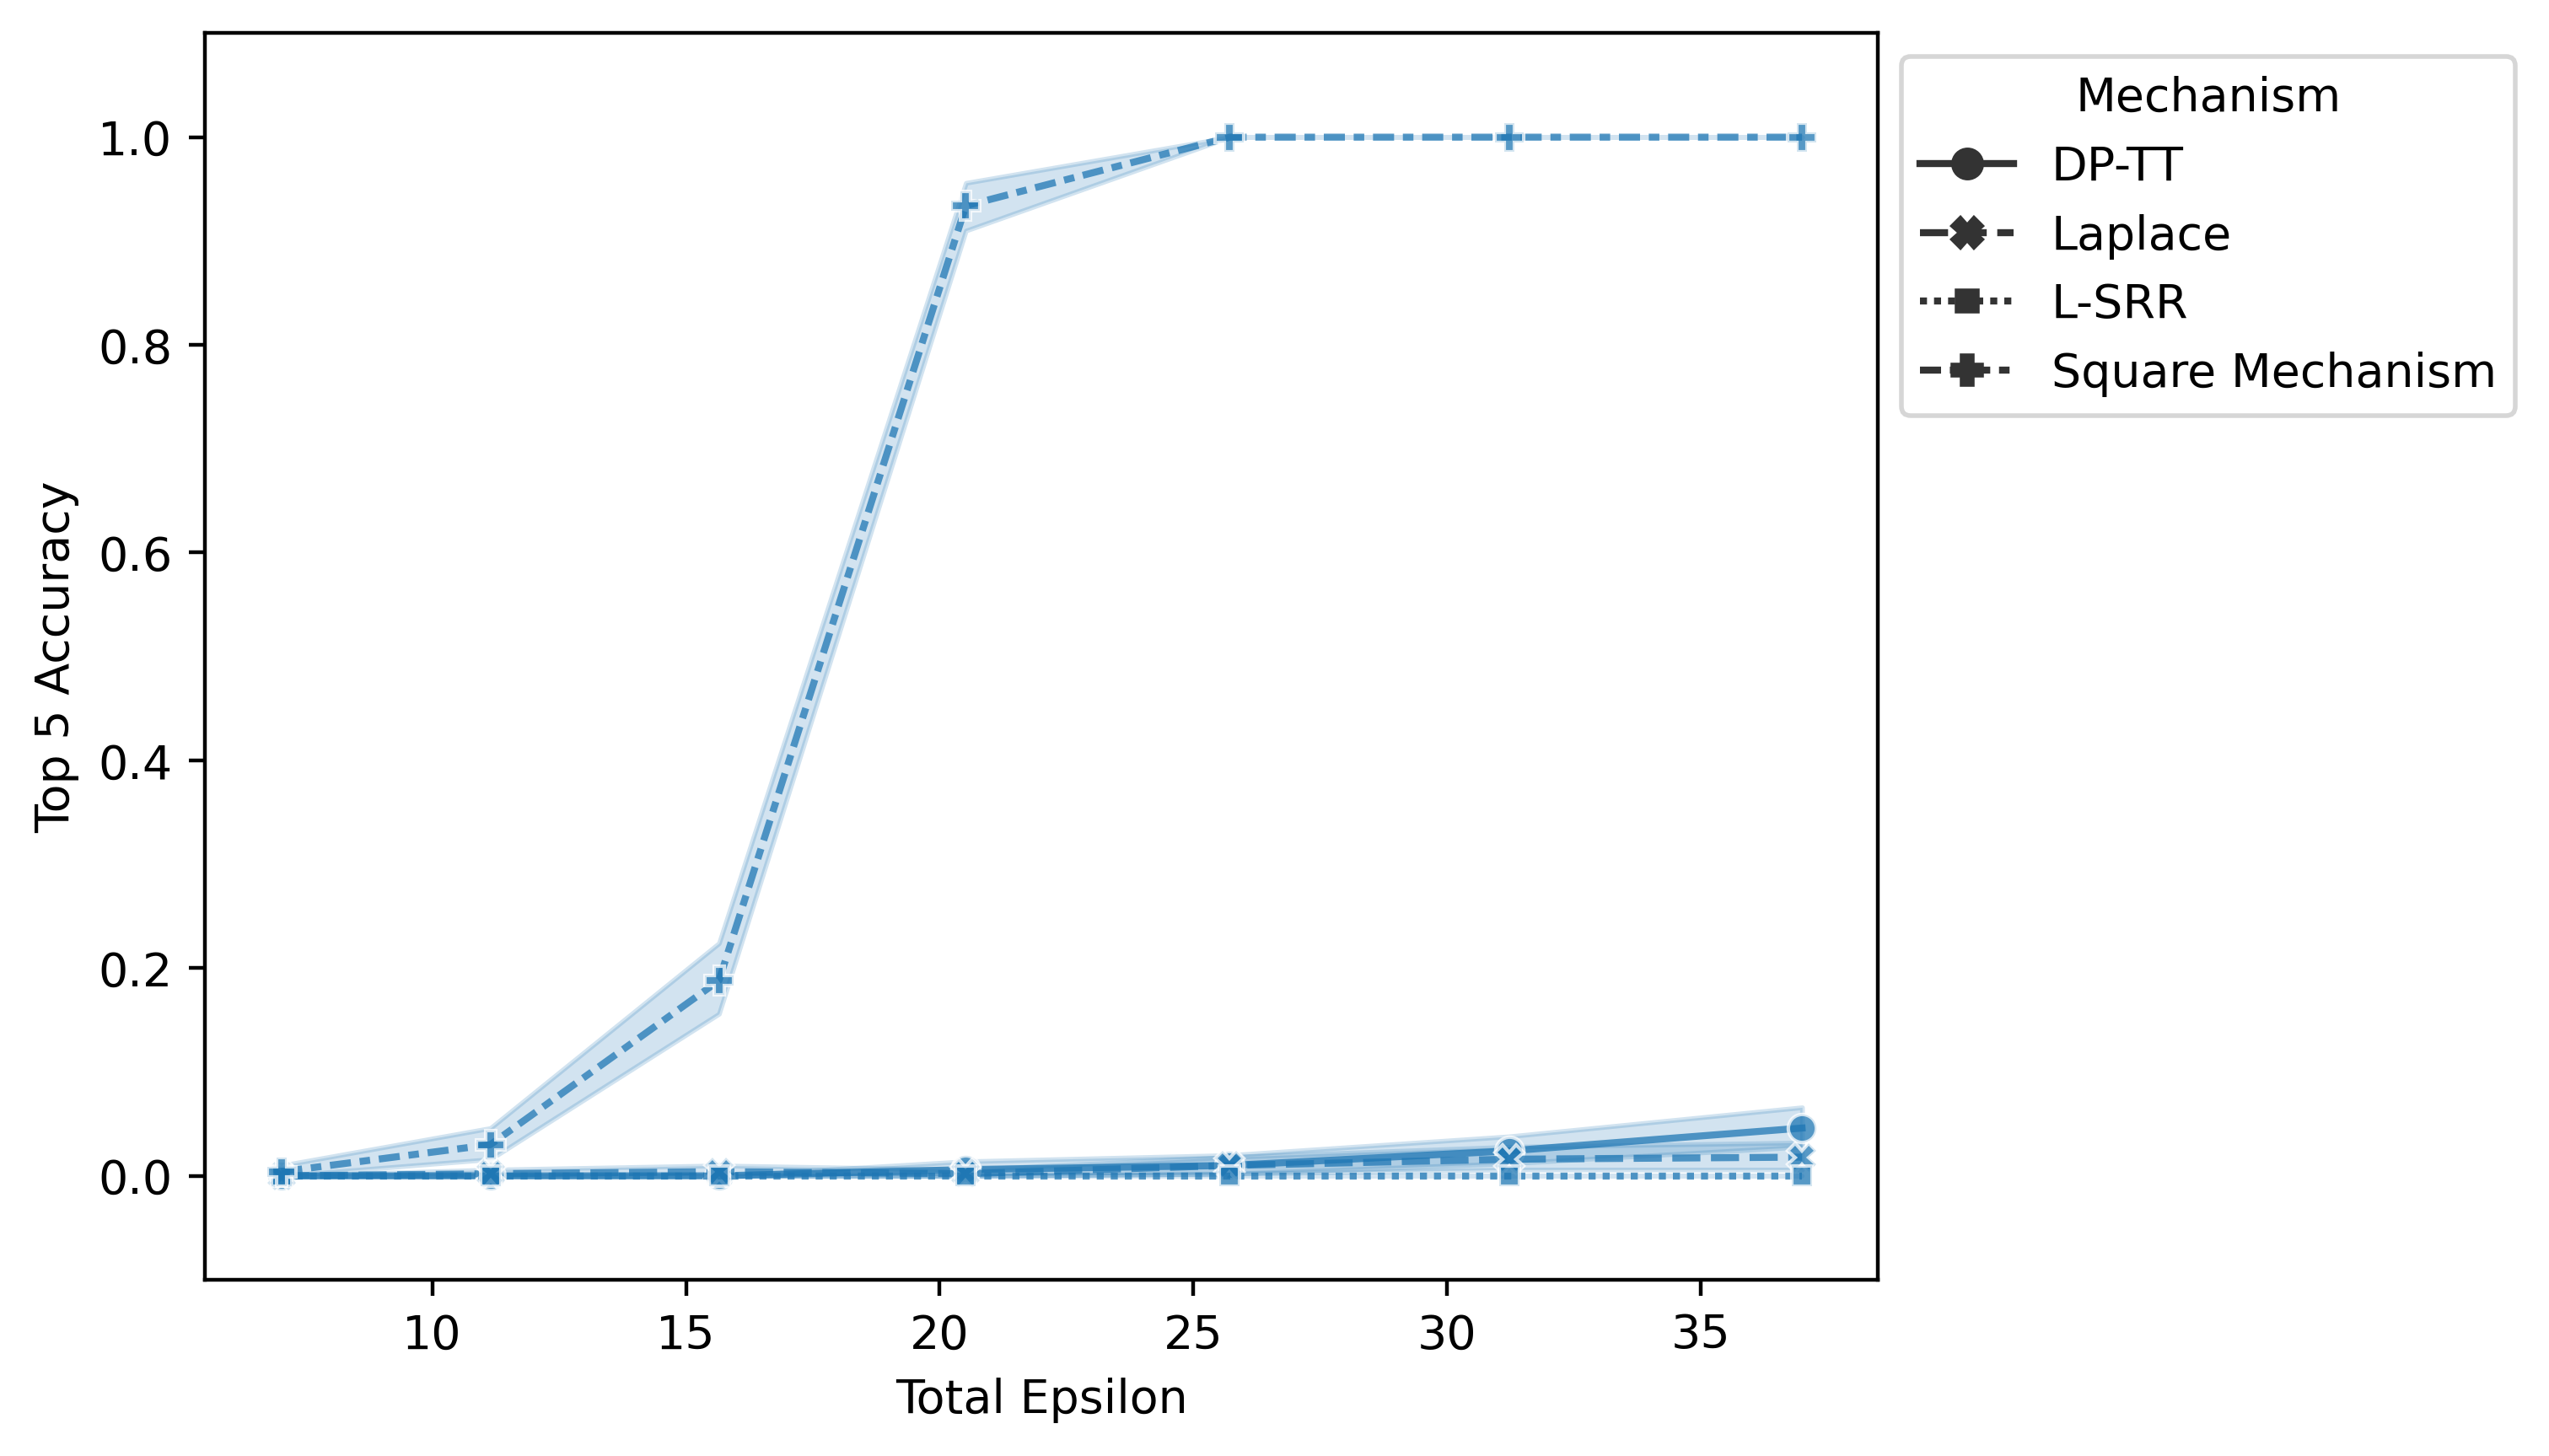 1.0
0.8
0.6
0.4
0.2
0.0
Top 5 Accuracy
10 15 20 25 30 35
Total Epsilon
Mechanism
DP-TT
Laplace
L-SRR
Square Mechanism